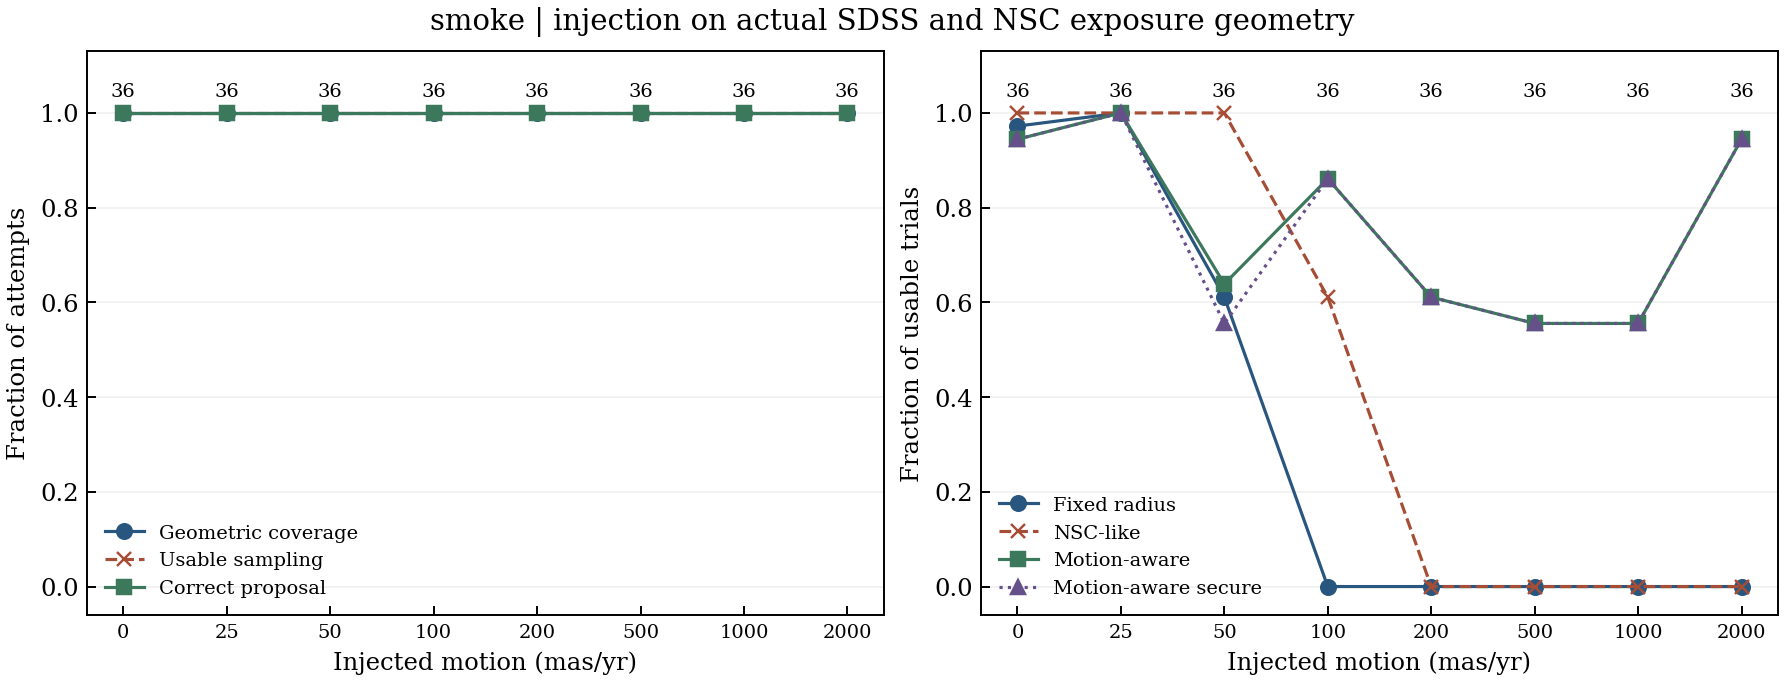 smoke | injection on actual SDSS and NSC exposure geometry
36 36 36 36 36 36 36 36
1.0
0.8
0.6
0.4
0.2
0.0
Fraction of attempts
Geometric coverage
Usable sampling
Correct proposal
0 25 50 100 200 500 1000 2000
Injected motion (mas/yr)
36 36 36 36 36 36 36 36
1.0
0.8
0.6
0.4
0.2
0.0
Fraction of usable trials
Fixed radius
NSC-like
Motion-aware
Motion-aware secure
0 25 50 100 200 500 1000 2000
Injected motion (mas/yr)